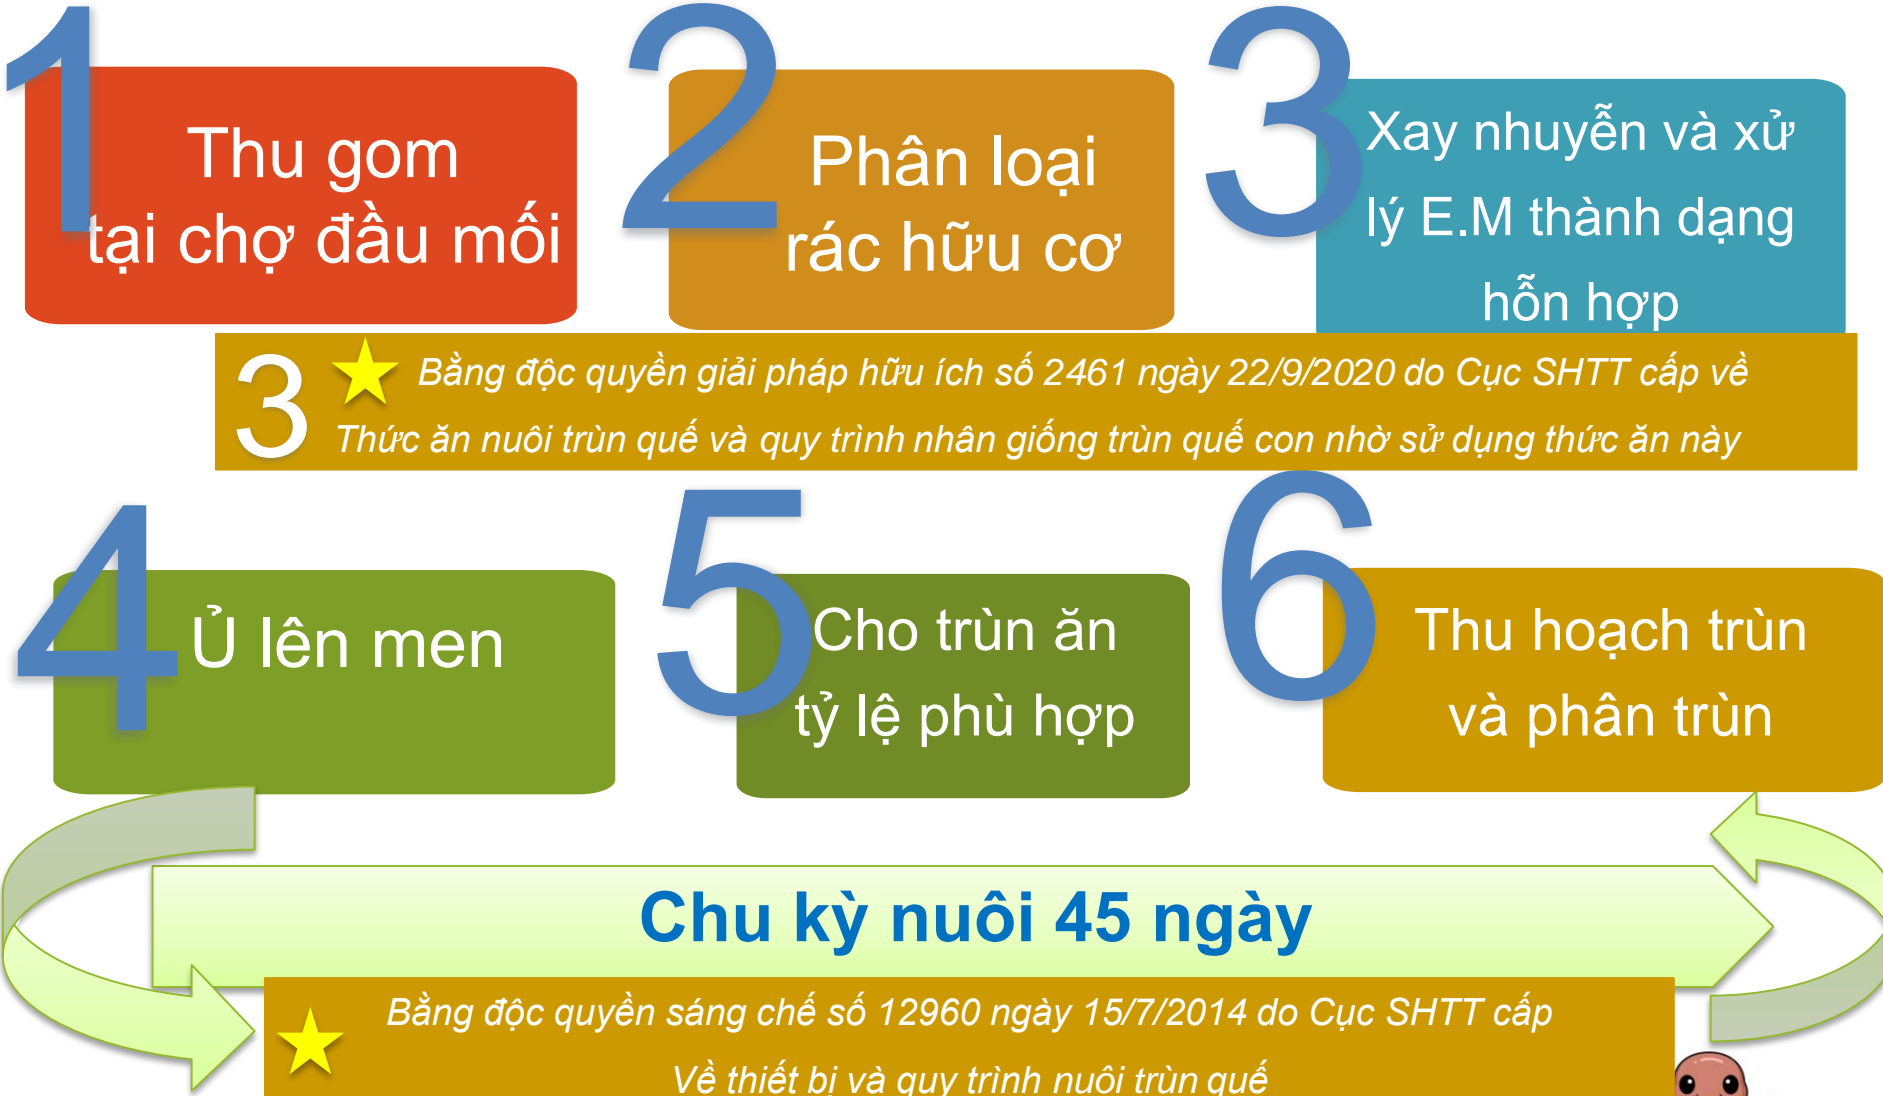 1
Thu gom
tại chợ đầu mối
2
Phân loại
rác hữu cơ
3
Xay nhuyễn và xử
lý E.M thành dạng
hỗn hợp
3
Bằng độc quyền giải pháp hữu ích số 2461 ngày 22/9/2020 do Cục SHTT cấp về
Thức ăn nuôi trùn quế và quy trình nhân giống trùn quế con nhờ sử dụng thức ăn này
4
Ủ lên men
5
Cho trùn ăn
tỷ lệ phù hợp
6
Thu hoạch trùn
và phân trùn
Chu kỳ nuôi 45 ngày
Bằng độc quyền sáng chế số 12960 ngày 15/7/2014 do Cục SHTT cấp
Về thiết bị và quy trình nuôi trùn quế